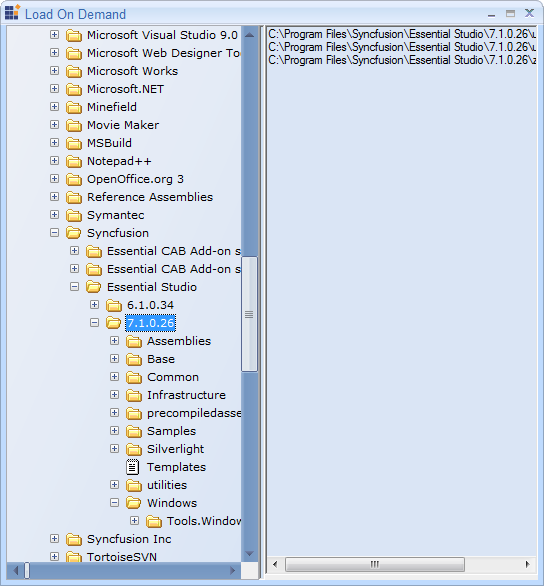 Load On Demand
Microsoft Visual Studio 9.0
Microsoft Web Designer Too
Microsoft Works
Microsoft.NET
Minefield
Movie Maker
MSBuild
Notepad++
OpenOffice.org 3
Reference Assemblies
Symantec
Syncfusion
Essential CAB Add-on s
Essential CAB Add-on s
Essential Studio
6.1.0.34
7.1.0.26
Assemblies
Base
Common
Infrastructure
precompiledasse
Samples
Silverlight
Templates
utilities
Windows
Tools.Window
Syncfusion Inc
TortoiseSVN
C:\Program Files\Syncfusion\Essential Studio\7.1.0.26\u
C:\Program Files\Syncfusion\Essential Studio\7.1.0.26\u
C:\Program Files\Syncfusion\Essential Studio\7.1.0.26\z